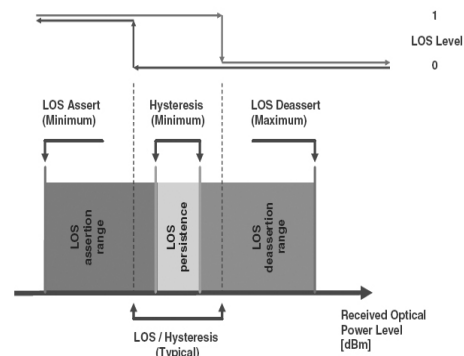 1
LOS Level
0
LOS Assert
(Minimum)
Hysteresis
(Minimum)
LOS Deassert
(Maximum)
LOS
assertion
range
LOS
persistence
LOS
deassertion
range
Received Optical
Power Level
[dBm]
LOS / Hysteresis
(Typical)